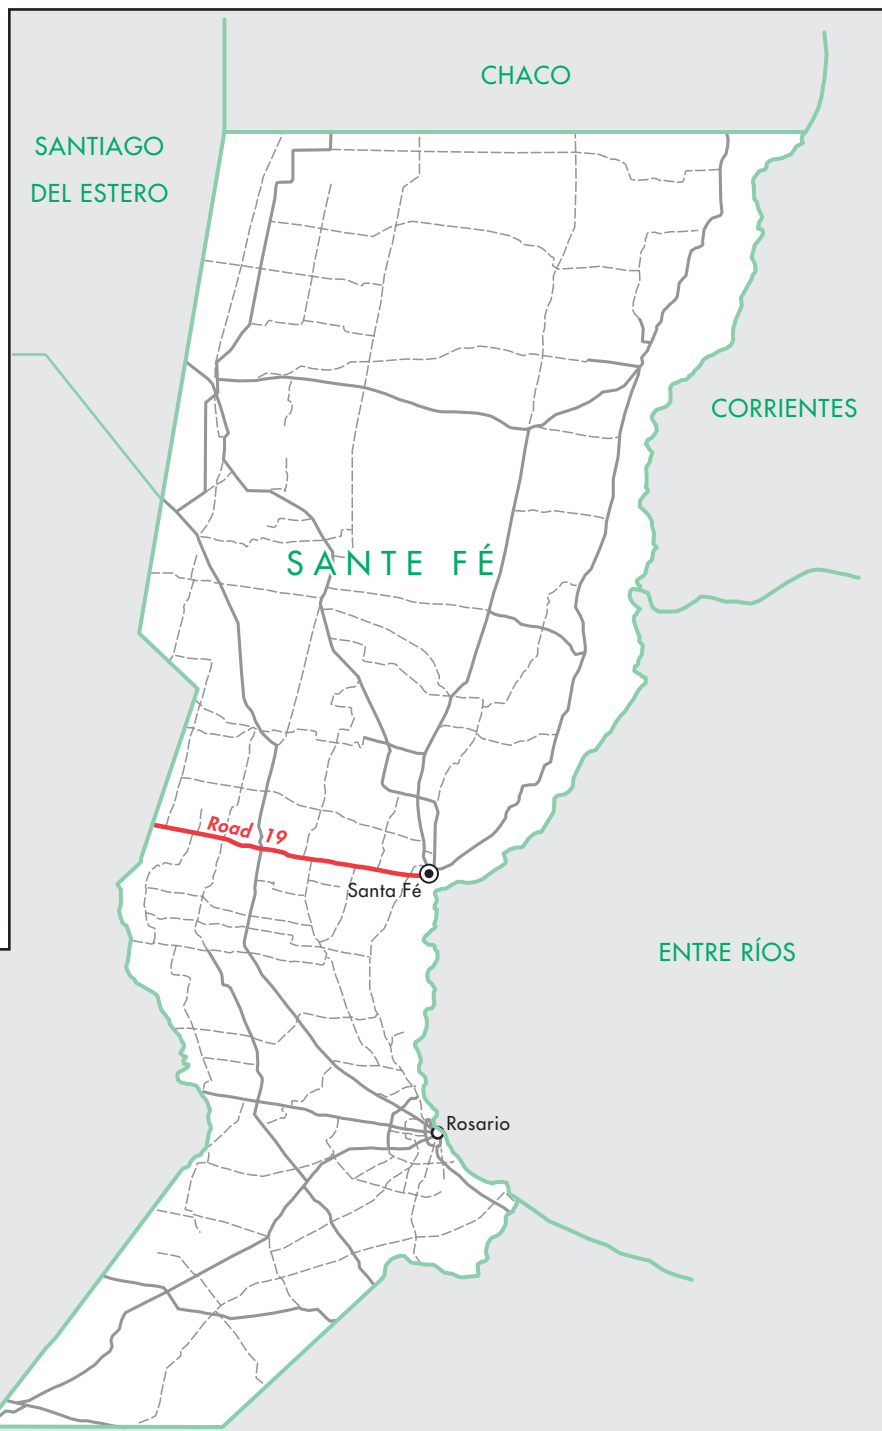 CHACO
SANTIAGO
DEL ESTERO
CORRIENTES
SANTE FÉ
Road 19
Santa Fé
ENTRE RÍOS
Rosario